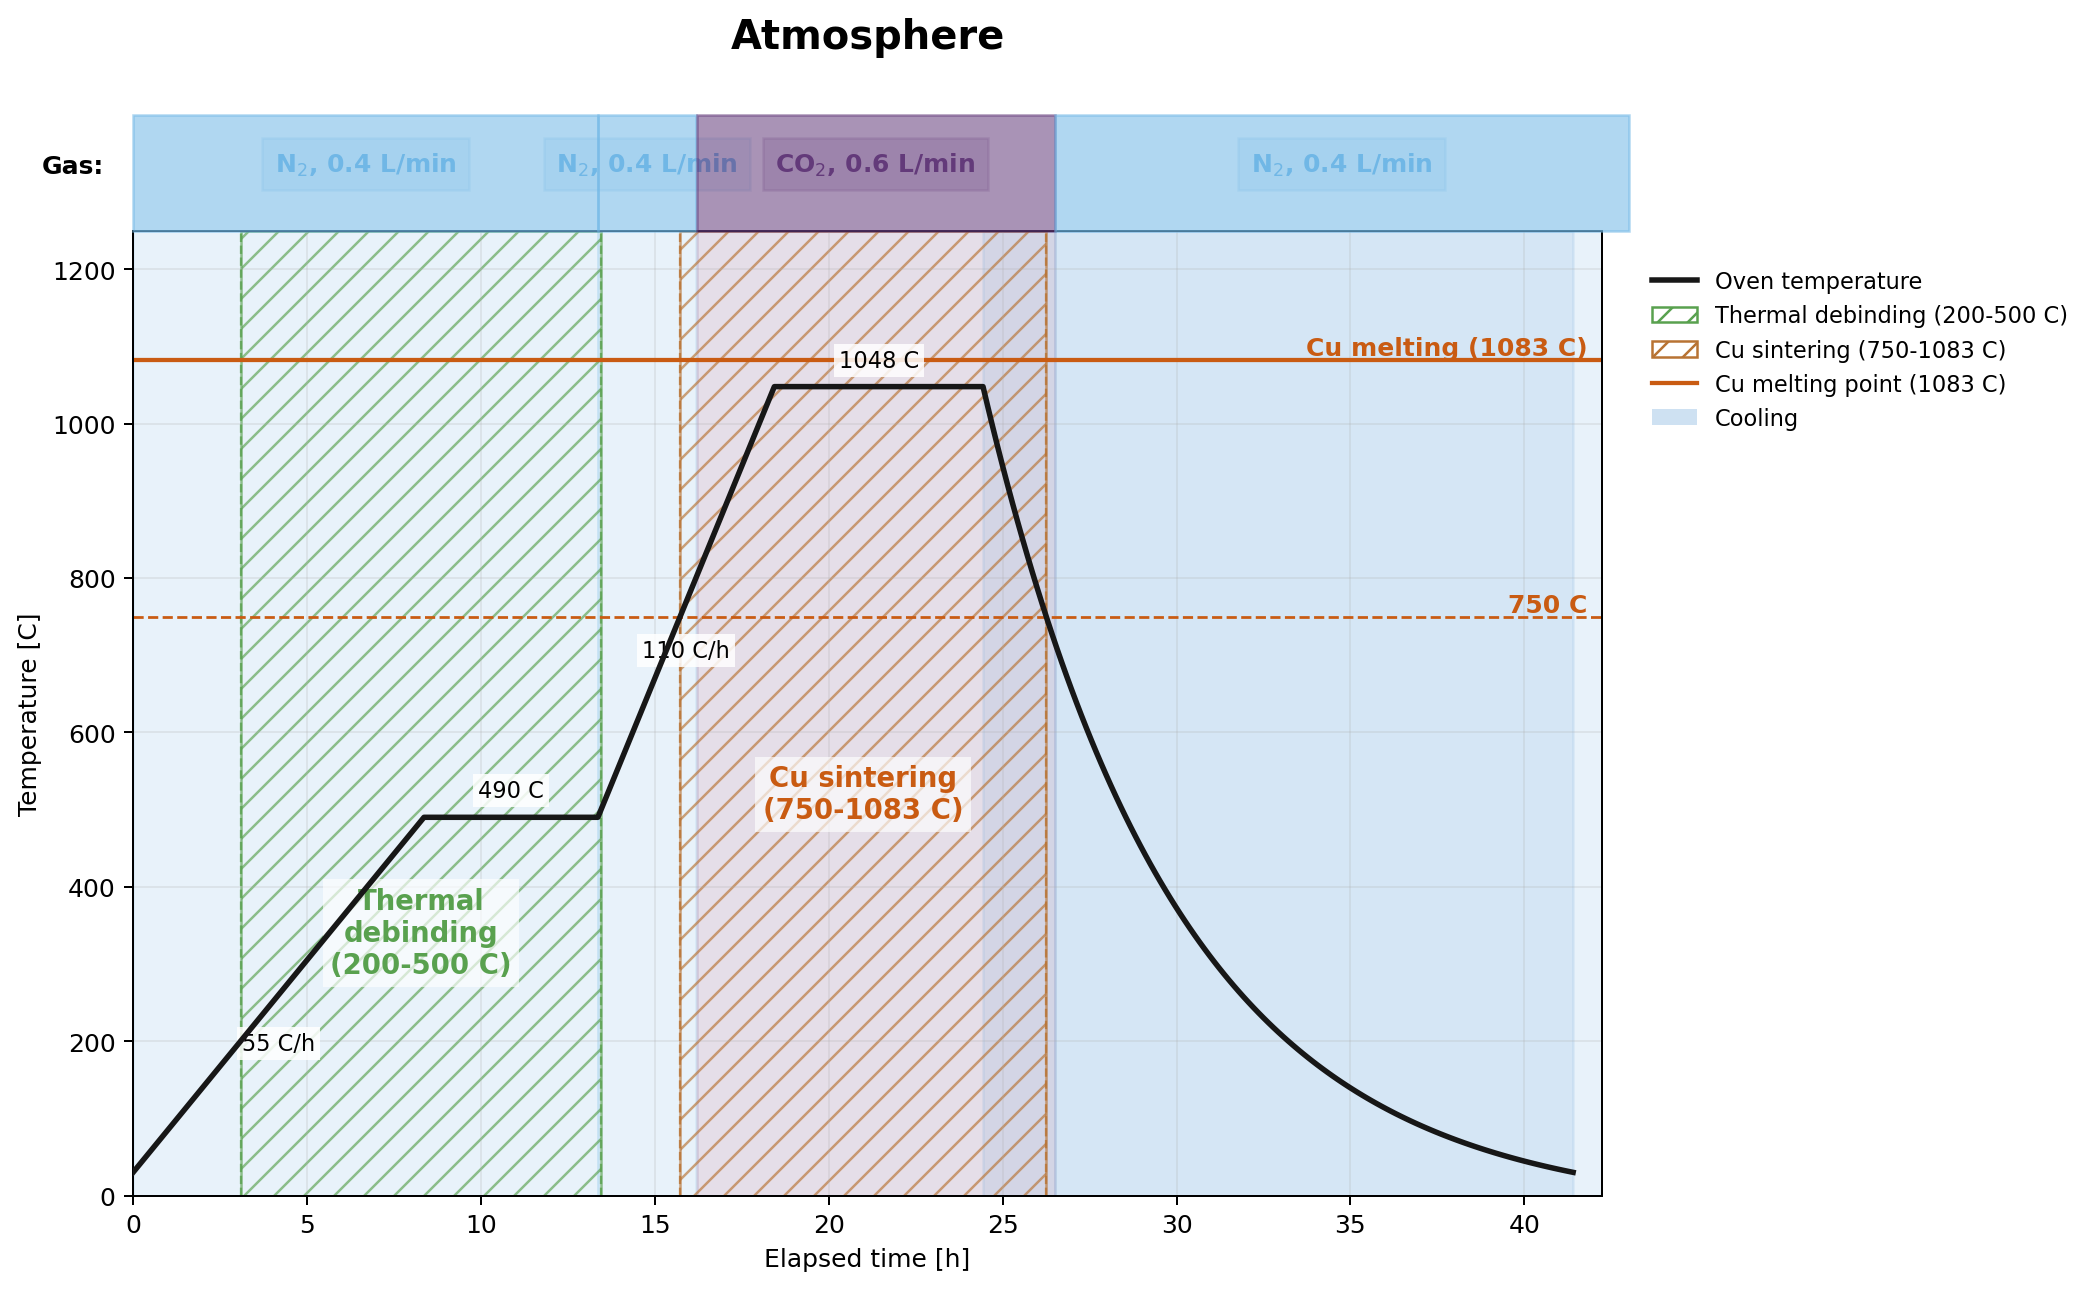 Atmosphere
Gas:
N₂, 0.4 L/min
N₂, 0.4 L/min
CO₂, 0.6 L/min
N₂, 0.4 L/min
Temperature [C]
1200
1000
800
600
400
200
0
Cu melting (1083 C)
1048 C
750 C
110 C/h
490 C
Cu sintering
(750-1083 C)
Thermal
debinding
(200-500 C)
55 C/h
0
5
10
15
20
25
30
35
40
Elapsed time [h]
Oven temperature
Thermal debinding (200-500 C)
Cu sintering (750-1083 C)
Cu melting point (1083 C)
Cooling